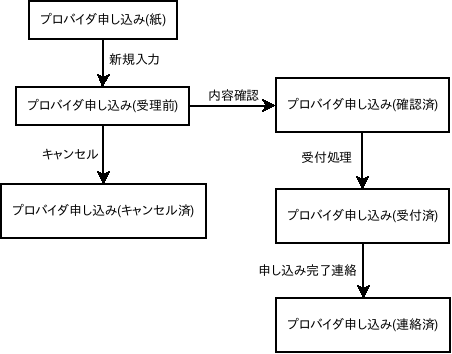 プロバイダ申し込み(紙)
新規入力
プロバイダ申し込み(受理前)
内容確認
プロバイダ申し込み(確認済)
キャンセル
受付処理
プロバイダ申し込み(キャンセル済)
プロバイダ申し込み(受付済)
申し込み完了連絡
プロバイダ申し込み(連絡済)